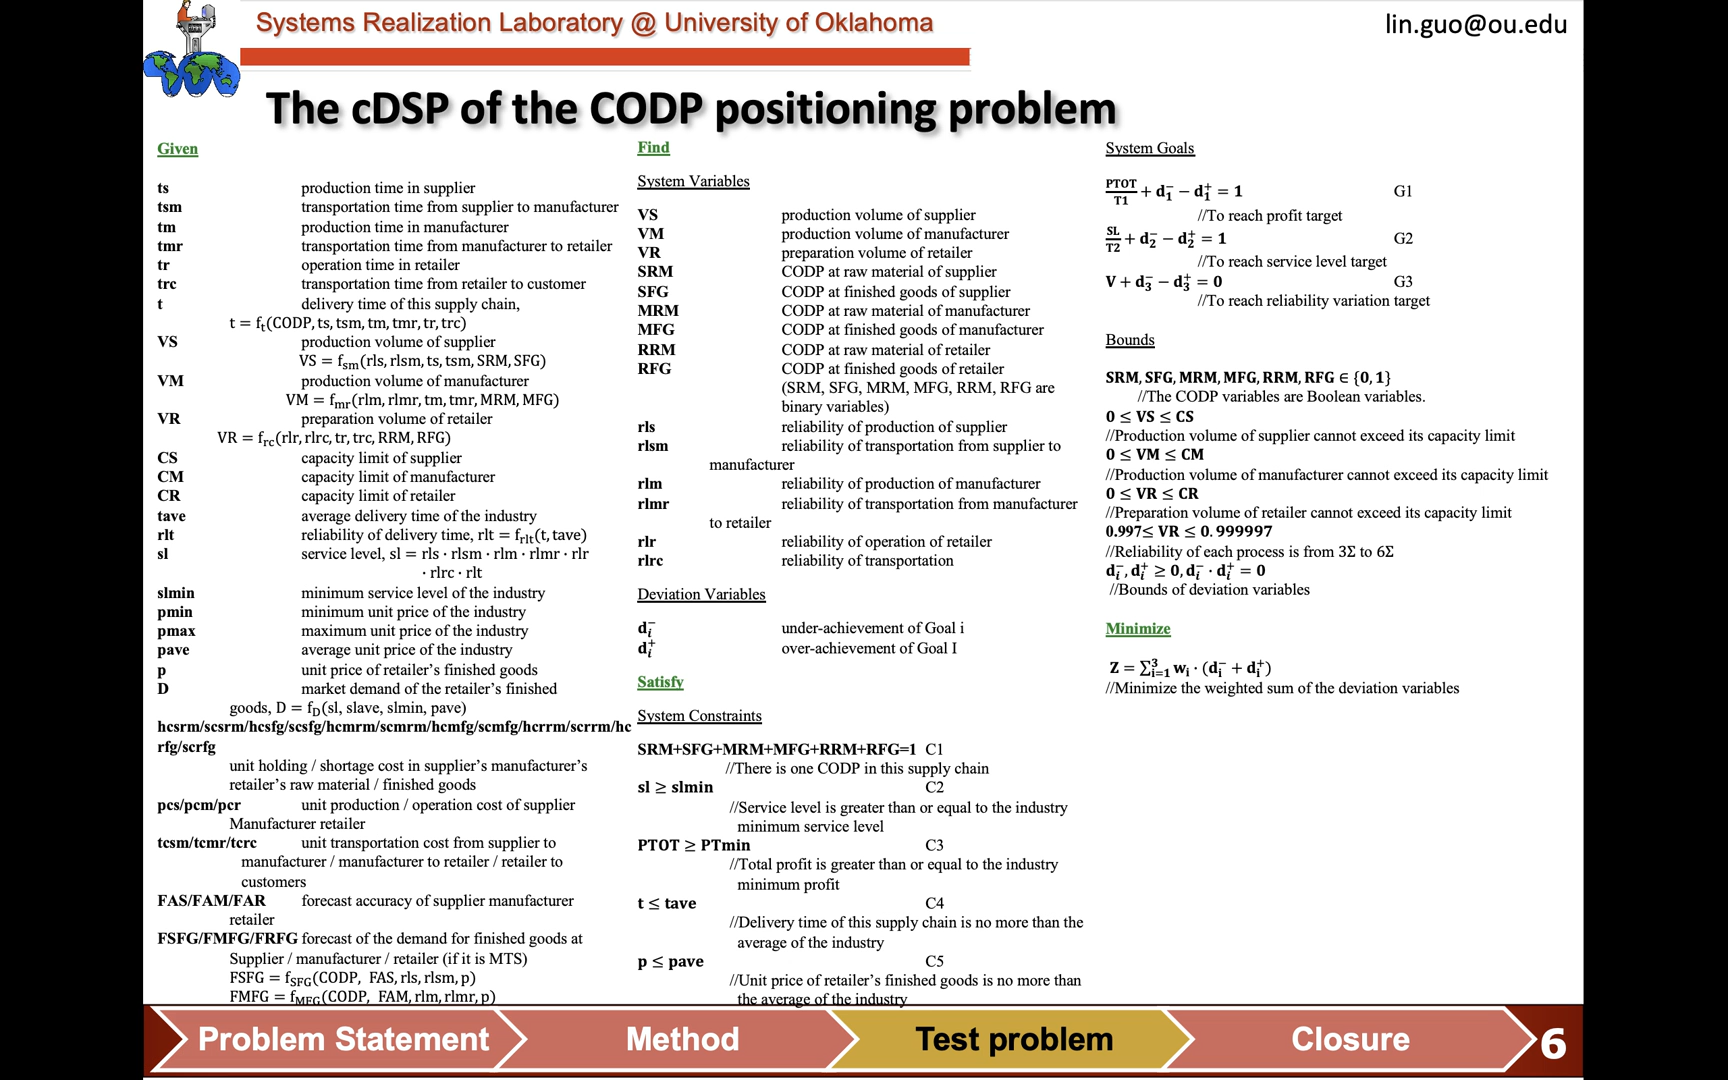 Systems Realization Laboratory @ University of Oklahoma
lin.guo@ou.edu
The cDSP of the CODP positioning problem
Given
ts production time in supplier
tsm transportation time from supplier to manufacturer
tm production time in manufacturer
tmr transportation time from manufacturer to retailer
tr operation time in retailer
trc transportation time from retailer to customer
t delivery time of this supply chain,
t = fₜ(CODP, ts, tsm, tm, tmr, tr, trc)
VS production volume of supplier
VS = f_sm(rls, rlsm, ts, tsm, SRM, SFG)
VM production volume of manufacturer
VM = f_mr(rlm, rlmr, tm, tmr, MRM, MFG)
VR preparation volume of retailer
VR = f_rc(rlr, rlrc, tr, trc, RRM, RFG)
CS capacity limit of supplier
CM capacity limit of manufacturer
CR capacity limit of retailer
tave average delivery time of the industry
rlt reliability of delivery time, rlt = f_rlt(t, tave)
sl service level, sl = rls · rlsm · rlm · rlmr · rlr
· rlrc · rlt
slmin minimum service level of the industry
pmin minimum unit price of the industry
pmax maximum unit price of the industry
pave average unit price of the industry
p unit price of retailer's finished goods
D market demand of the retailer's finished
goods, D = f_D(sl, slave, slmin, pave)
hcsrm/scsrm/hcsfg/scsfg/hcmrm/scmrm/hcmfg/scmfg/hcrrm/scrrm/hc
rfg/scrfg
unit holding / shortage cost in supplier's manufacturer's
retailer's raw material / finished goods
pcs/pcm/pcr unit production / operation cost of supplier
Manufacturer retailer
tcsm/tcmr/tcrc unit transportation cost from supplier to
manufacturer / manufacturer to retailer / retailer to
customers
FAS/FAM/FAR forecast accuracy of supplier manufacturer
retailer
FSFG/FMFG/FRFG forecast of the demand for finished goods at
Supplier / manufacturer / retailer (if it is MTS)
FSFG = f_SFG(CODP, FAS, rls, rlsm, p)
FMFG = f_MFG(CODP, FAM, rlm, rlmr, p)
Find
System Variables
VS production volume of supplier
VM production volume of manufacturer
VR preparation volume of retailer
SRM CODP at raw material of supplier
SFG CODP at finished goods of supplier
MRM CODP at raw material of manufacturer
MFG CODP at finished goods of manufacturer
RRM CODP at raw material of retailer
RFG CODP at finished goods of retailer
(SRM, SFG, MRM, MFG, RRM, RFG are
binary variables)
rls reliability of production of supplier
rlsm reliability of transportation from supplier to
manufacturer
rlm reliability of production of manufacturer
rlmr reliability of transportation from manufacturer
to retailer
rlr reliability of operation of retailer
rlrc reliability of transportation
Deviation Variables
dᵢ⁻ under-achievement of Goal i
dᵢ⁺ over-achievement of Goal I
Satisfy
System Constraints
SRM+SFG+MRM+MFG+RRM+RFG=1 C1
//There is one CODP in this supply chain
sl ≥ slmin C2
//Service level is greater than or equal to the industry
minimum service level
PTOT ≥ PTmin C3
//Total profit is greater than or equal to the industry
minimum profit
t ≤ tave C4
//Delivery time of this supply chain is no more than the
average of the industry
p ≤ pave C5
//Unit price of retailer's finished goods is no more than
the average of the industry
System Goals
PTOT/T1 + d₁⁻ − d₁⁺ = 1 G1
//To reach profit target
SL/T2 + d₂⁻ − d₂⁺ = 1 G2
//To reach service level target
V + d₃⁻ − d₃⁺ = 0 G3
//To reach reliability variation target
Bounds
SRM, SFG, MRM, MFG, RRM, RFG ∈ {0, 1}
//The CODP variables are Boolean variables.
0 ≤ VS ≤ CS
//Production volume of supplier cannot exceed its capacity limit
0 ≤ VM ≤ CM
//Production volume of manufacturer cannot exceed its capacity limit
0 ≤ VR ≤ CR
//Preparation volume of retailer cannot exceed its capacity limit
0.997≤ VR ≤ 0.999997
//Reliability of each process is from 3Σ to 6Σ
dᵢ⁻, dᵢ⁺ ≥ 0, dᵢ⁻ · dᵢ⁺ = 0
//Bounds of deviation variables
Minimize
Z = Σ³ᵢ₌₁ wᵢ · (dᵢ⁻ + dᵢ⁺)
//Minimize the weighted sum of the deviation variables
Problem Statement
Method
Test problem
Closure
6